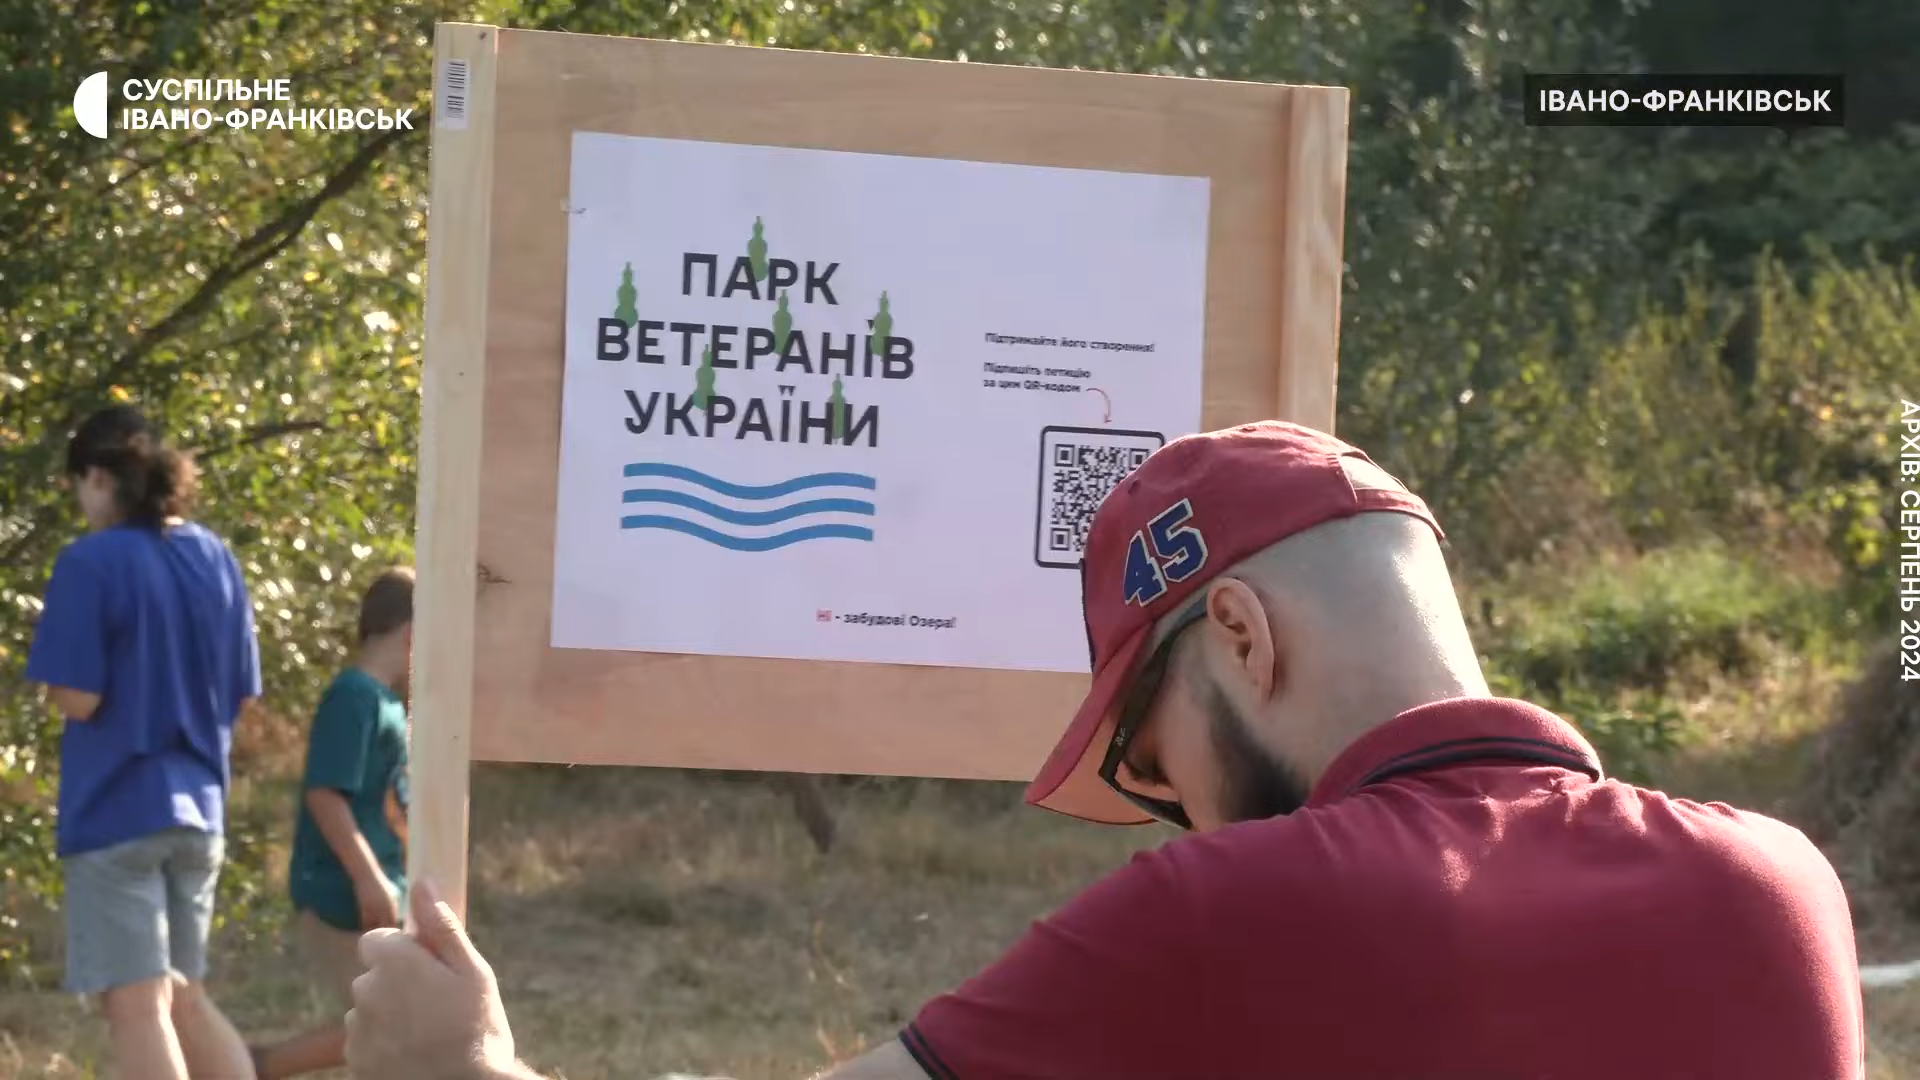 СУСПІЛЬНЕ
ІВАНО-ФРАНКІВСЬК
ІВАНО-ФРАНКІВСЬК
ПАРК
ВЕТЕРАНІВ
УКРАЇНИ
Підтримайте його створення!
Підпишіть петицію
за цим QR-кодом
НІ - забудові Озера!
45
АРХІВ: СЕРПЕНЬ 2024